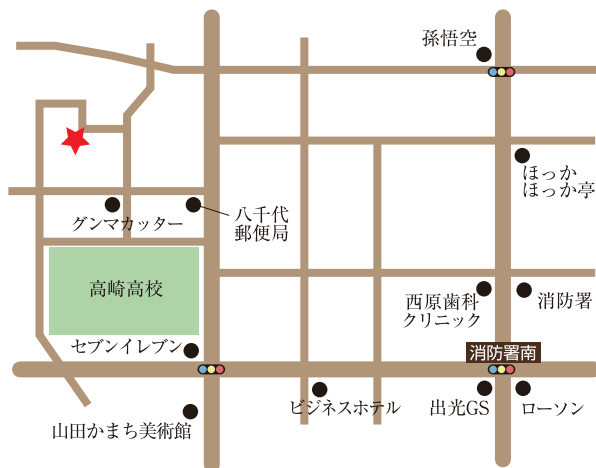 孫悟空
ほっか
ほっか亭
グンマカッター
八千代
郵便局
高崎高校
西原歯科
クリニック
消防署
セブンイレブン
消防署南
ビジネスホテル
出光GS
ローソン
山田かまち美術館